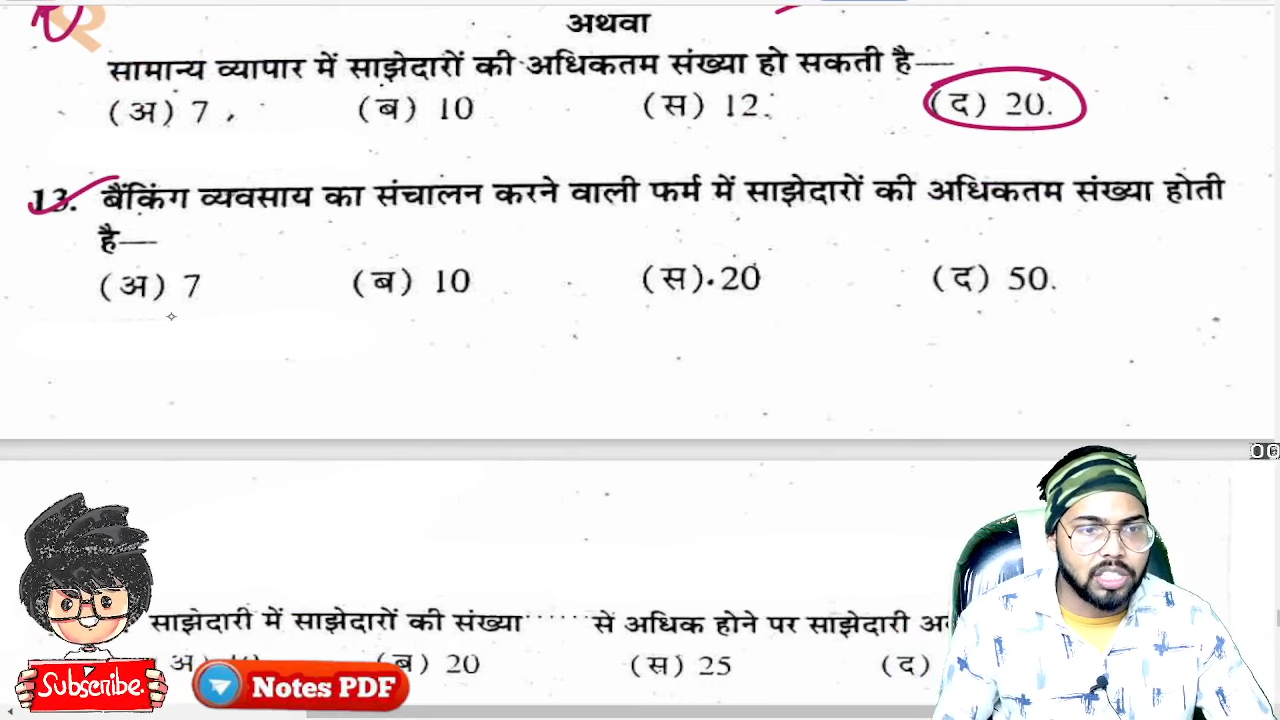 अथवा
सामान्य व्यापार में साझेदारों की अधिकतम संख्या हो सकती है—
(अ) 7 (ब) 10 (स) 12 (द) 20.
13. बैंकिंग व्यवसाय का संचालन करने वाली फर्म में साझेदारों की अधिकतम संख्या होती
है—
(अ) 7 (ब) 10 (स) 20 (द) 50.
00
साझेदारी में साझेदारों की संख्या ...... से अधिक होने पर साझेदारी
(ब) 20 (स) 25 (द)
Subscribe.
Notes PDF